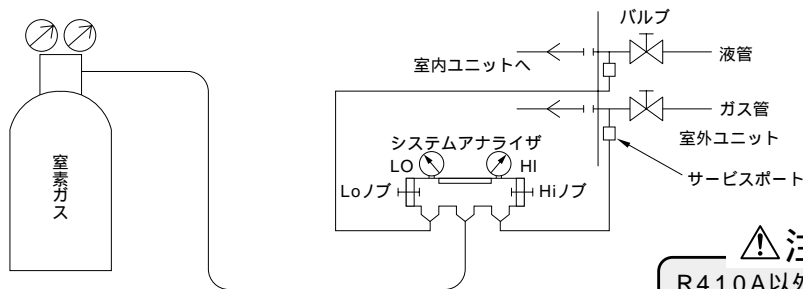 バルブ
液管
室内ユニットへ
ガス管
室外ユニット
サービスポート
システムアナライザ
LO
HI
Loノブ
Hiノブ
窒素ガス
R410A以外